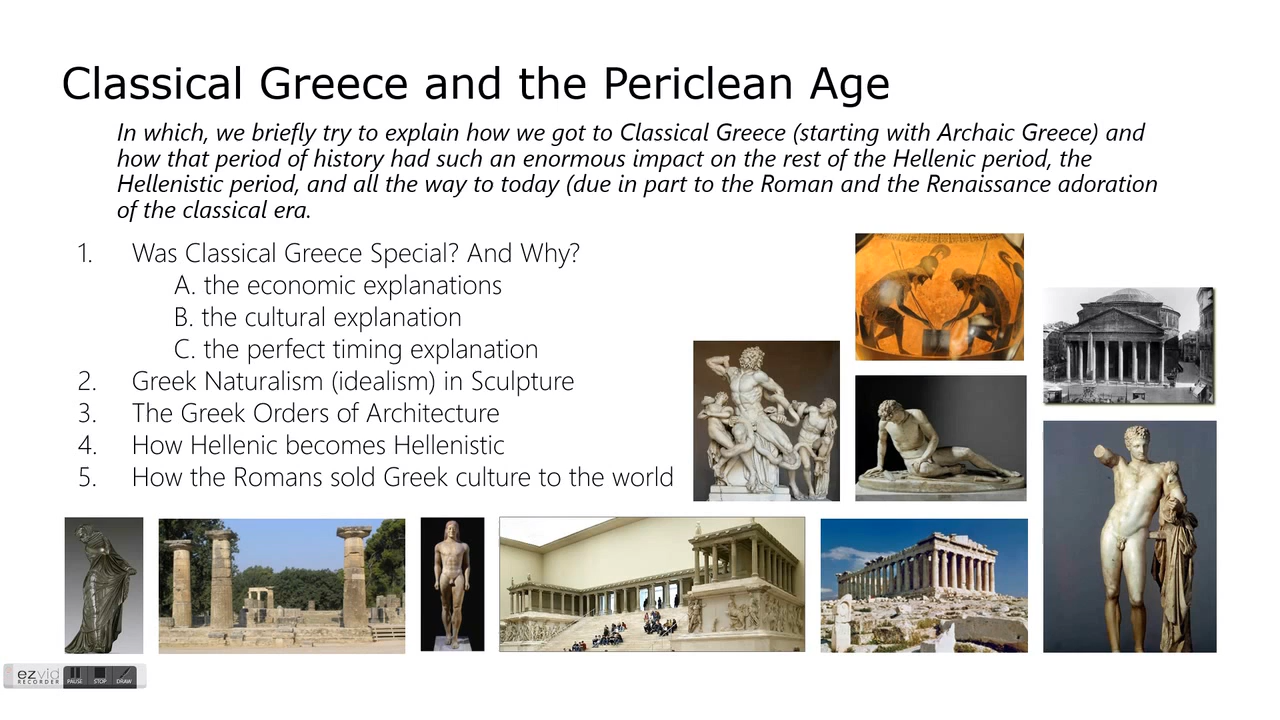 Classical Greece and the Periclean Age
In which, we briefly try to explain how we got to Classical Greece (starting with Archaic Greece) and
how that period of history had such an enormous impact on the rest of the Hellenic period, the
Hellenistic period, and all the way to today (due in part to the Roman and the Renaissance adoration
of the classical era.
1. Was Classical Greece Special? And Why?
A. the economic explanations
B. the cultural explanation
C. the perfect timing explanation
2. Greek Naturalism (idealism) in Sculpture
3. The Greek Orders of Architecture
4. How Hellenic becomes Hellenistic
5. How the Romans sold Greek culture to the world
ezvid
RECORDER
PAUSE STOP DRAW